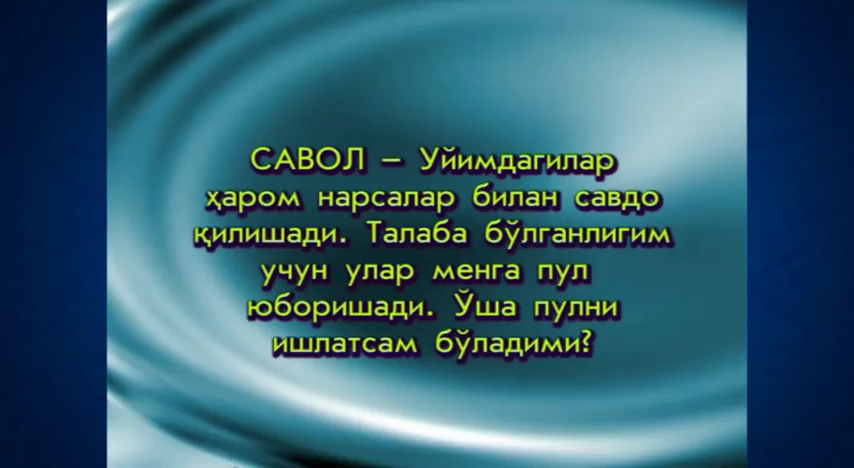 САВОЛ – Уйимдагилар
ҳаром нарсалар билан савдо
қилишади. Талаба бўлганлигим
учун улар менга пул
юборишади. Ўша пулни
ишлатсам бўладими?